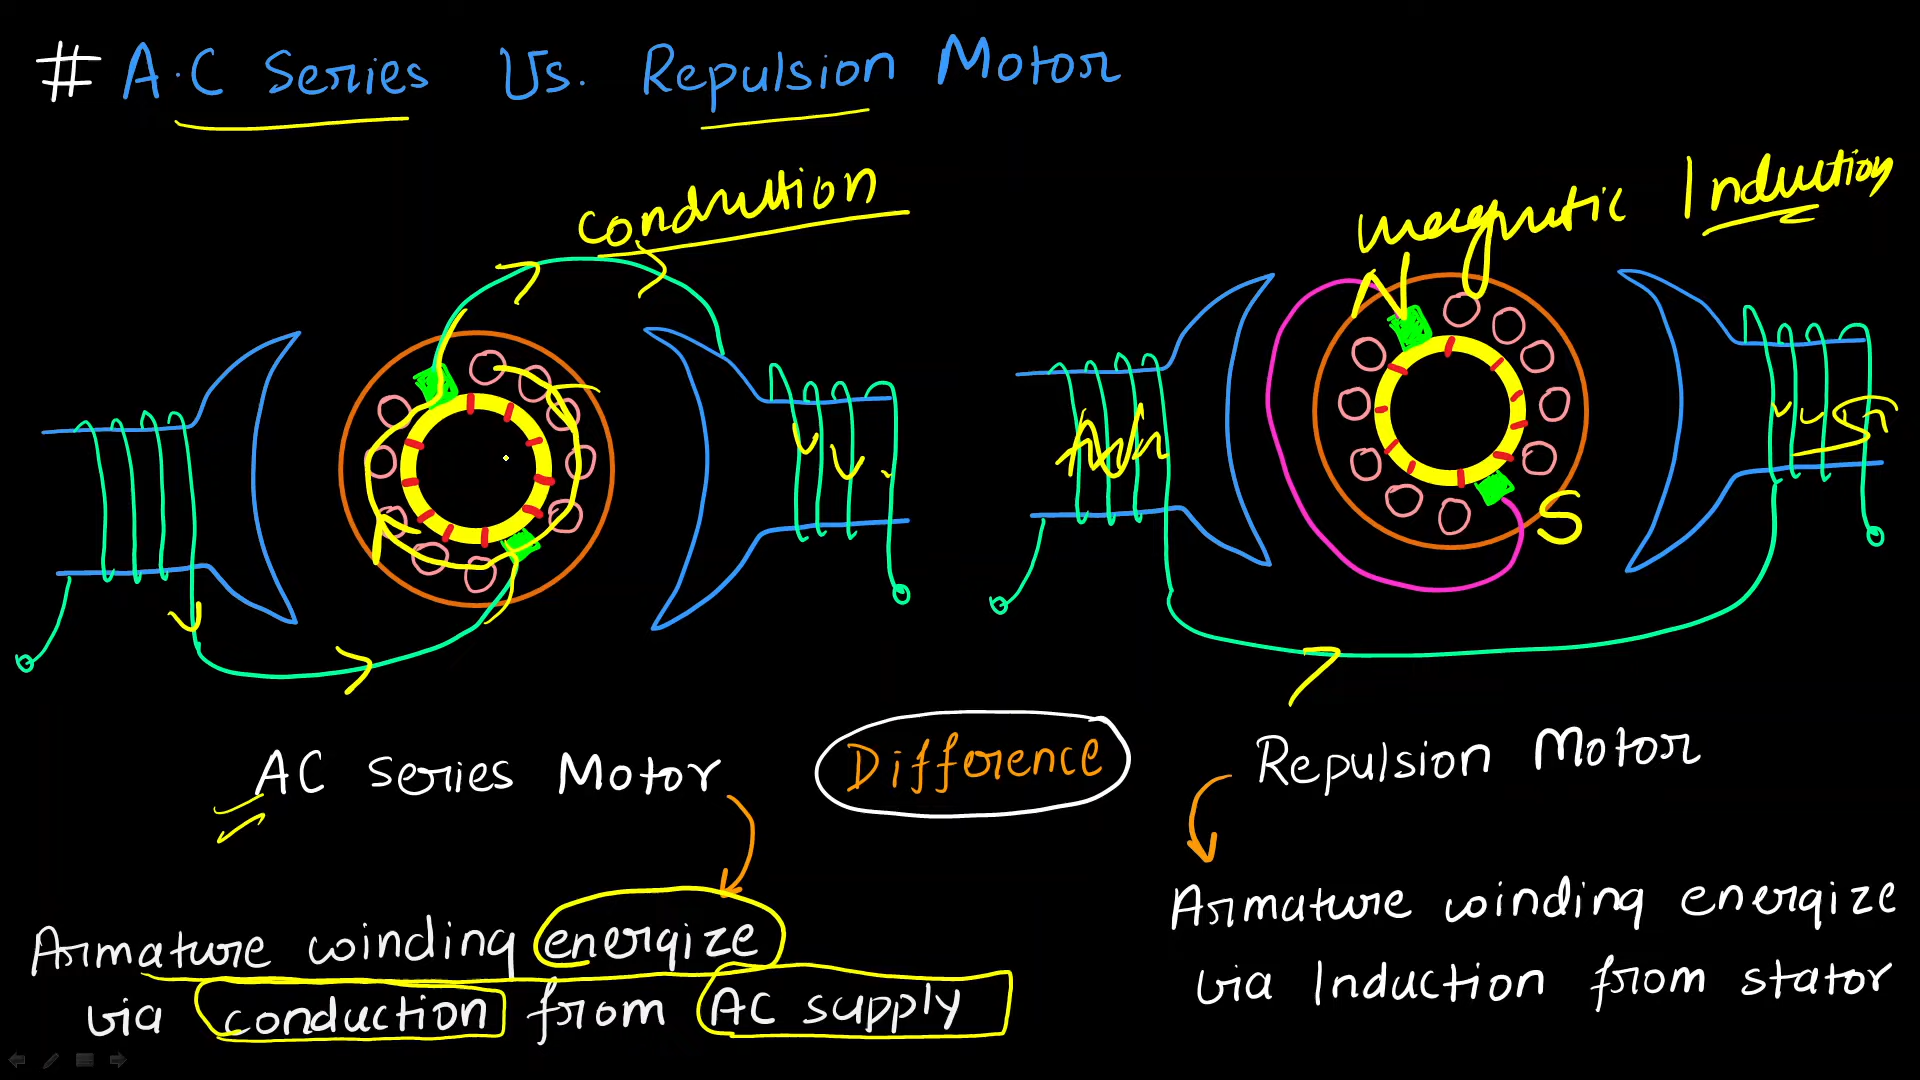 # A.C Series Vs. Repulsion Motor
conduction
magnetic Induction
N
S
AC Series Motor
Difference
Repulsion Motor
Armature winding energize
via conduction from AC supply
Armature winding energize
via Induction from stator